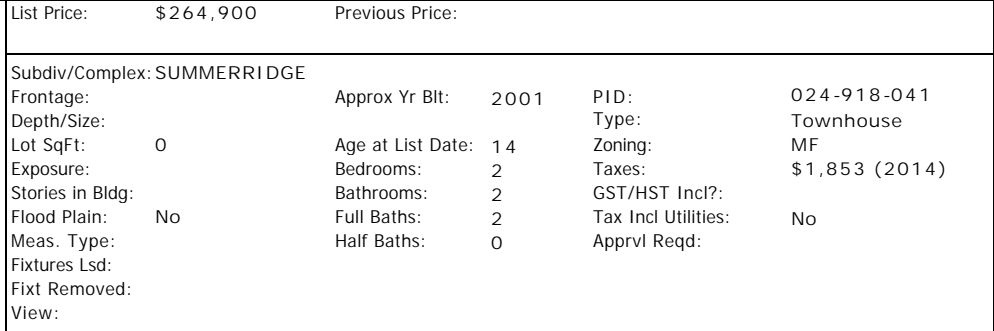 List Price: $264,900 Previous Price:
Subdiv/Complex: SUMMERRIDGE
Frontage: Approx Yr Blt: 2001 PID: 024-918-041
Depth/Size: Type: Townhouse
Lot SqFt: 0 Age at List Date: 14 Zoning: MF
Exposure: Bedrooms: 2 Taxes: $1,853 (2014)
Stories in Bldg: Bathrooms: 2 GST/HST Incl?:
Flood Plain: No Full Baths: 2 Tax Incl Utilities: No
Meas. Type: Half Baths: 0 Apprvl Reqd:
Fixtures Lsd:
Fixt Removed:
View: